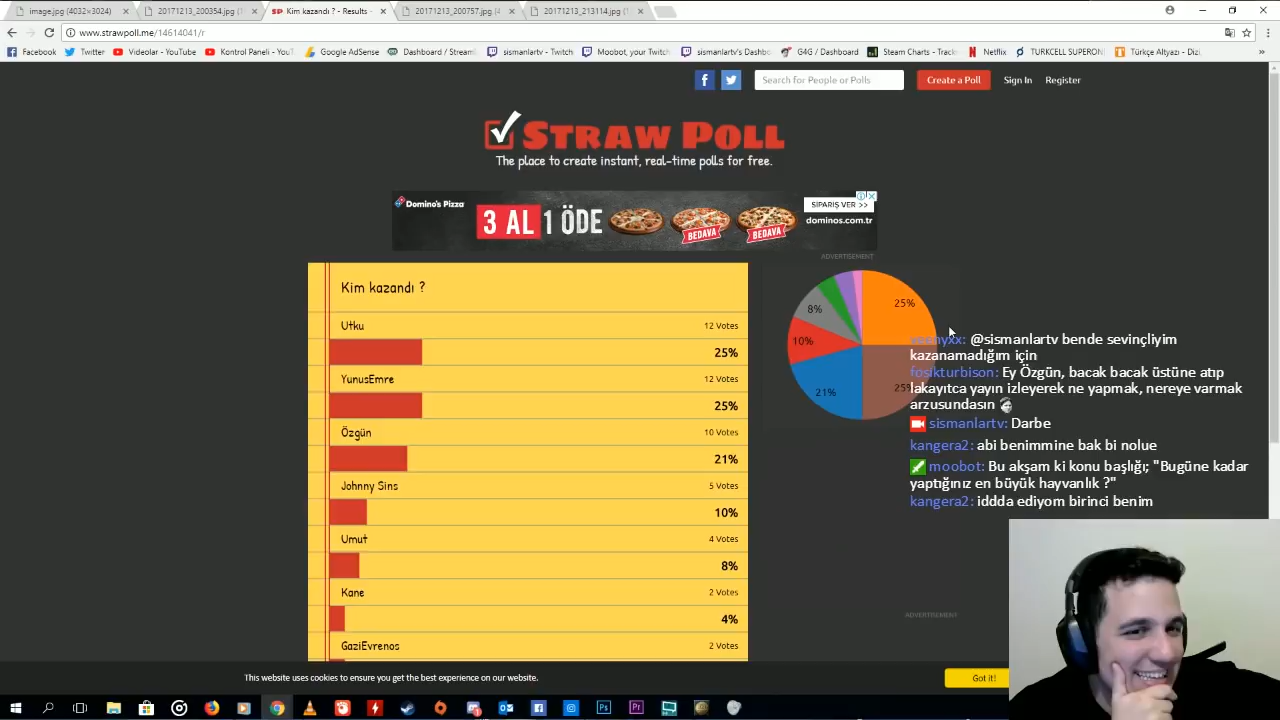 image.jpg (4032×3024)
20171213_200354.jpg (
Kim kazandı ? - Results -
20171213_200757.jpg (4
20171213_213114 (1
www.strawpoll.me/14614041/r
Facebook
Twitter
Videolar - YouTube
Kontrol Paneli - YouT
Google AdSense
Dashboard / Streaml
sismanlartv - Twitch
Moobot, your Twitch
sismanlartv's Dashbo
G4G / Dashboard
Steam Charts - Track
Netflix
TURKCELL SUPERON
Türkçe Altyazı - Dizi,
Search for People or Polls
Create a Poll
Sign In
Register
STRAW POLL
The place to create instant, real-time polls for free.
Domino's Pizza
3 AL 1 ÖDE
BEDAVA
BEDAVA
SİPARİŞ VER >>
dominos.com.tr
ADVERTISEMENT
Kim kazandı ?
Utku
12 Votes
25%
YunusEmre
12 Votes
25%
Özgün
10 Votes
21%
Johnny Sins
5 Votes
10%
Umut
4 Votes
8%
Kane
2 Votes
4%
GaziEvrenos
2 Votes
25%
8%
10%
21%
25%
@sismanlartv bende sevinçliyim
kazanamadığım için
fosikturbison: Ey Özgün, bacak bacak üstüne atıp
lakayıtca yayın izleyerek ne yapmak, nereye varmak
arzusundasın
sismanlartv: Darbe
kangera2: abi benimmine bak bi nolue
moobot: Bu akşam ki konu başlığı; "Bugüne kadar
yaptığınız en büyük hayvanlık ?"
kangera2: iddda ediyom birinci benim
ADVERTISEMENT
This website uses cookies to ensure you get the best experience on our website.
Got it!